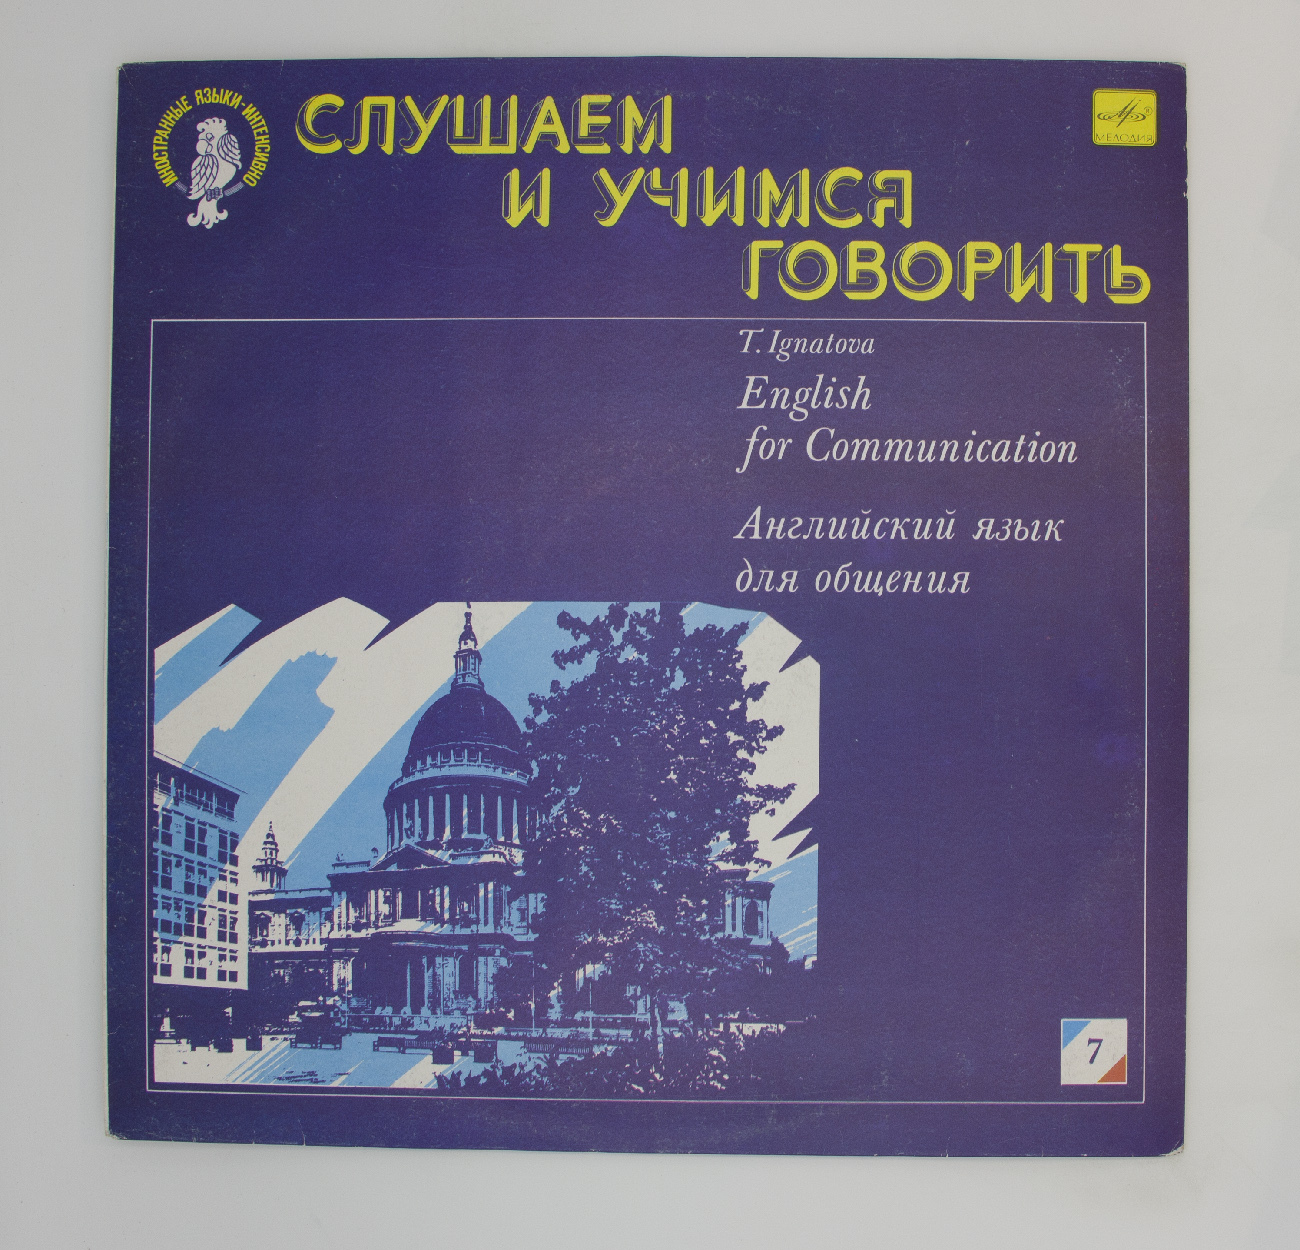 ИНОСТРАННЫЕ ЯЗЫКИ-ИНТЕНСИВНО
СЛУШАЕМ
И УЧИМСЯ
ГОВОРИТЬ
МЕЛОДИЯ
T. Ignatova
English
for Communication
Английский язык
для общения
7